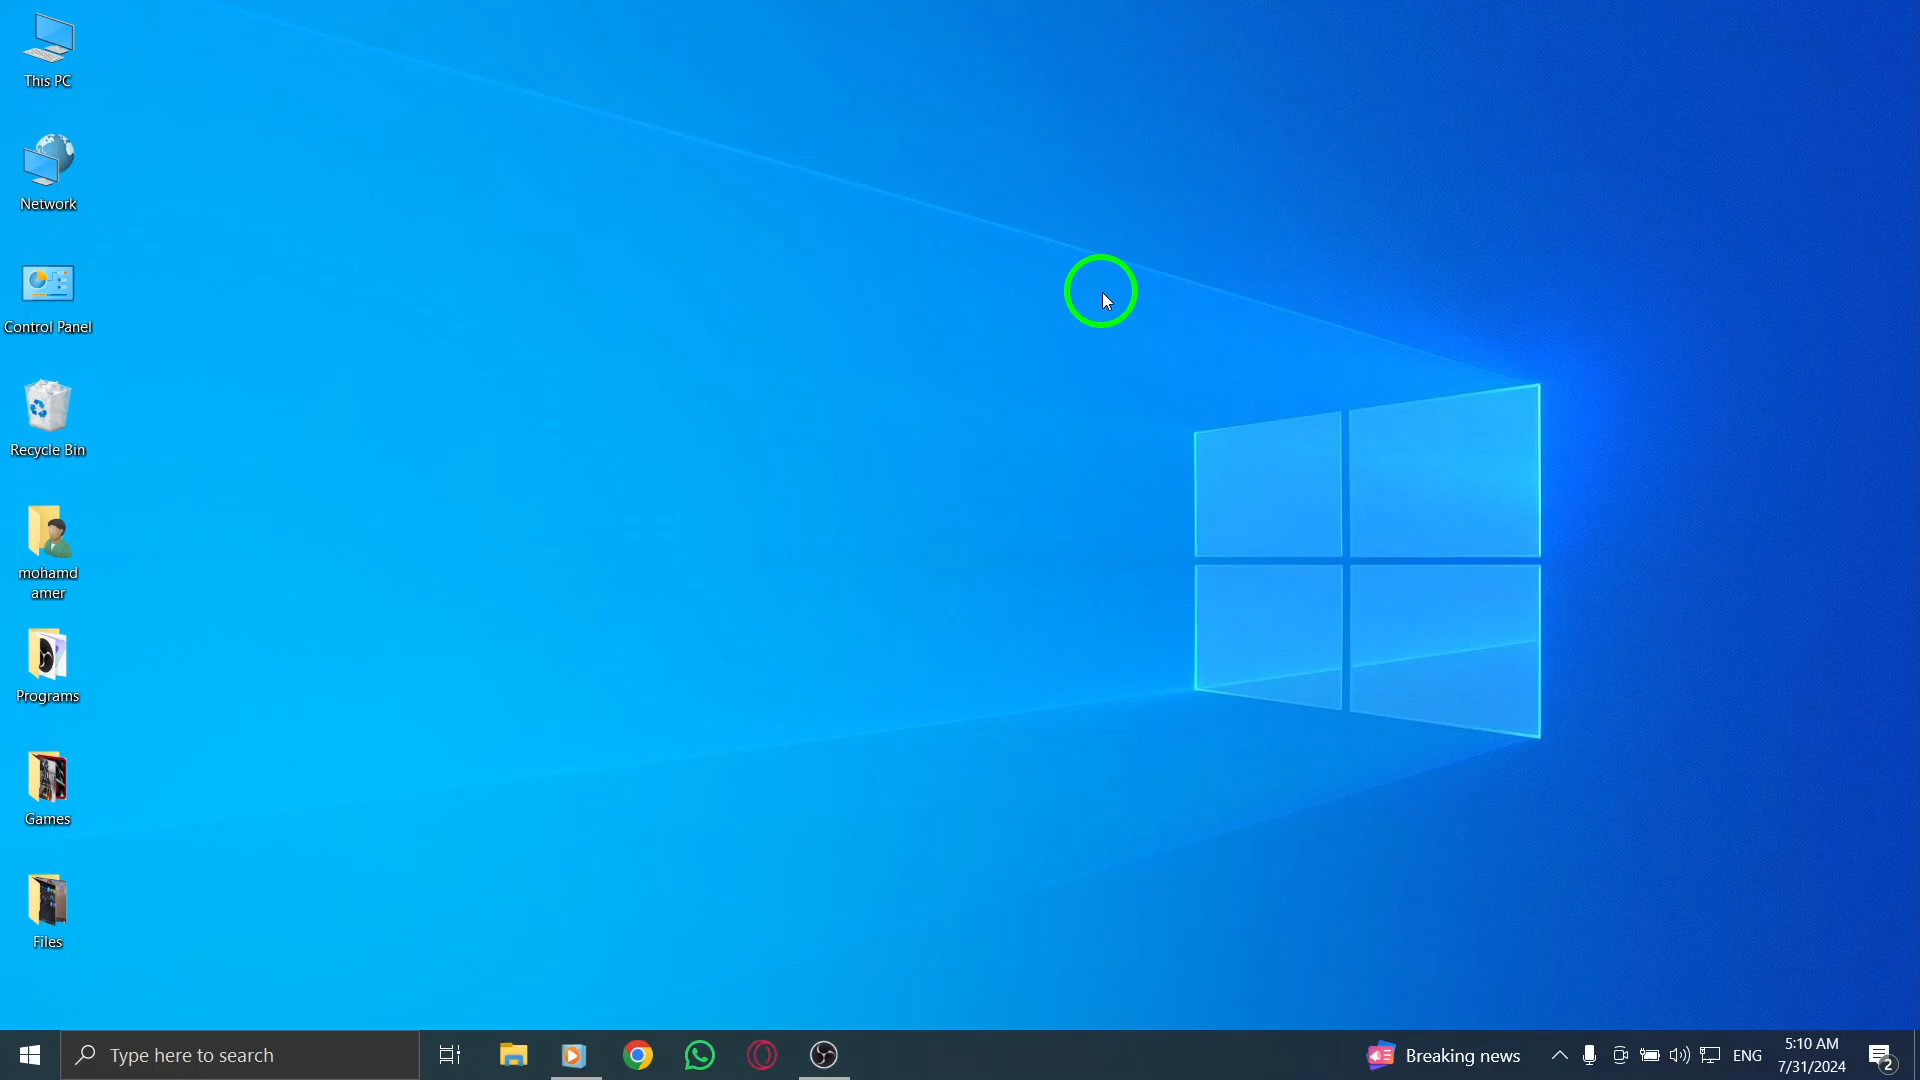 This PC
Network
Control Panel
Recycle Bin
mohamd
amer
Programs
Games
Files
Type here to search
Breaking news
ENG
5:10 AM
7/31/2024
2